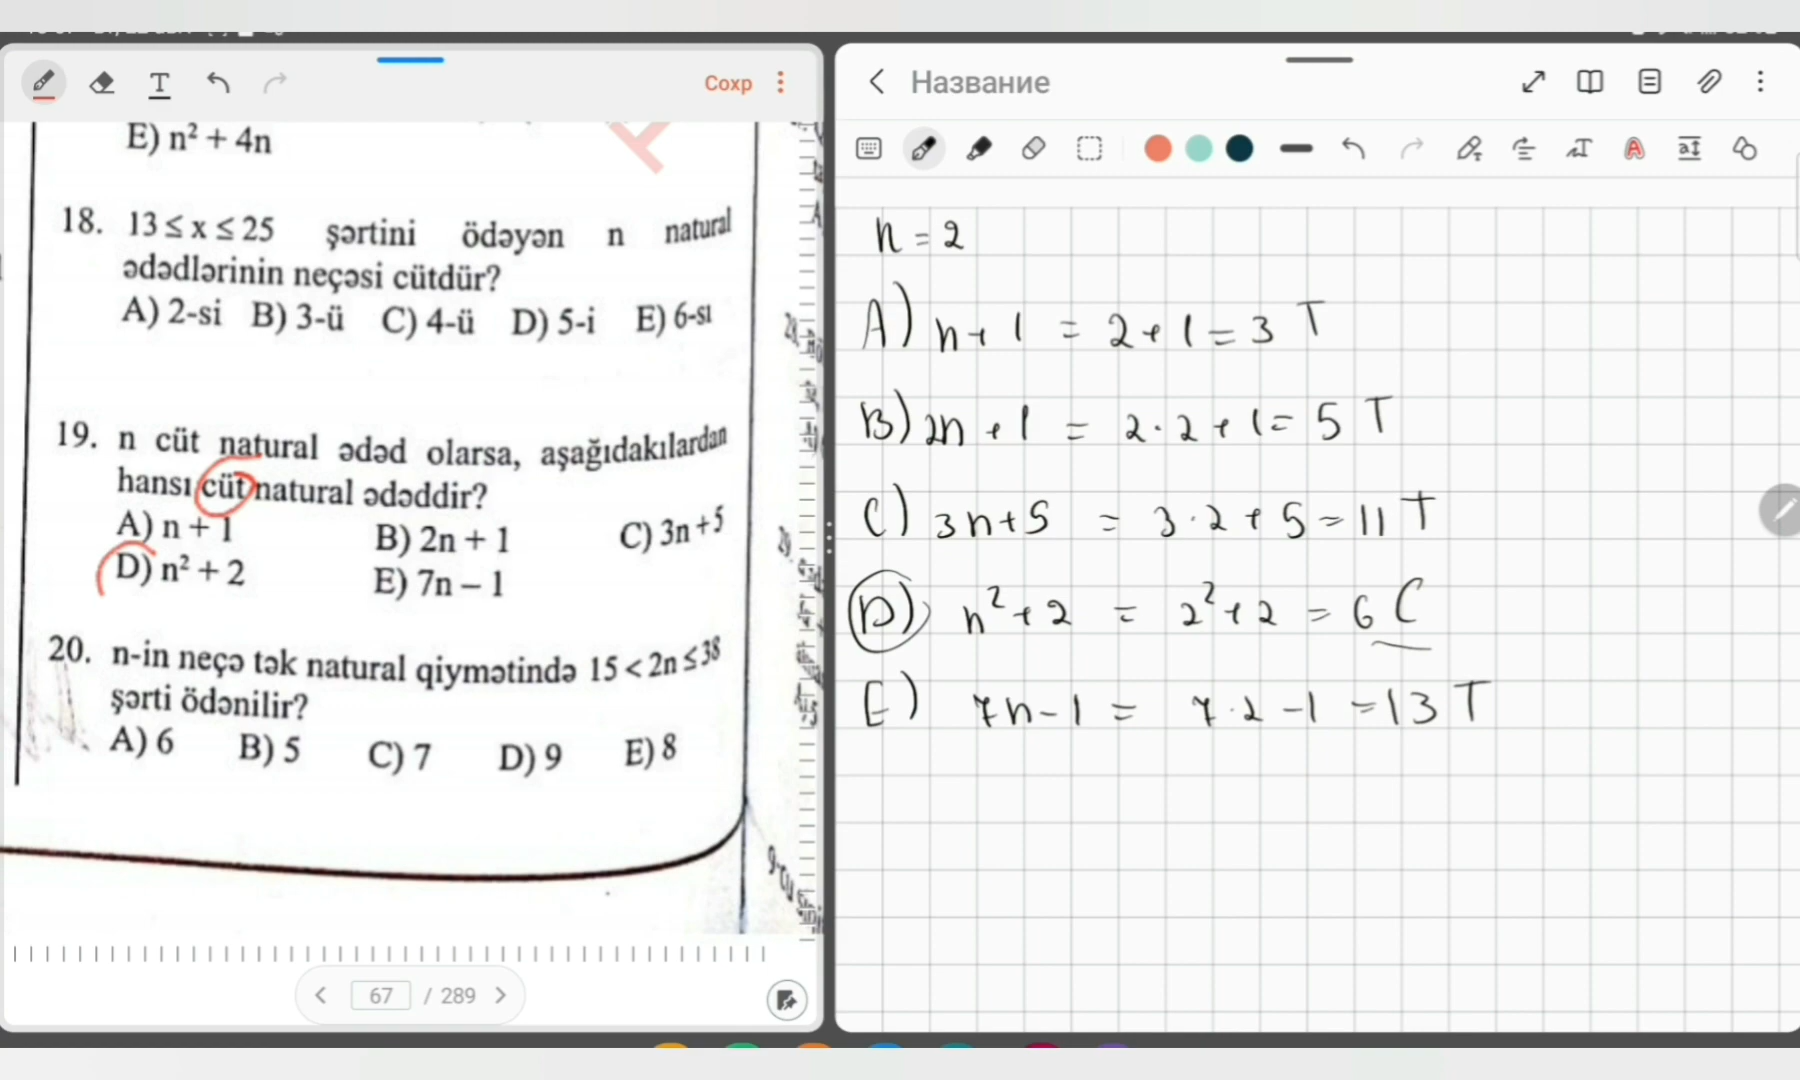 Сохр
E) n² + 4n
18. 13 ≤ x ≤ 25 şərtini ödəyən n natural
ədədlərinin neçəsi cütdür?
A) 2-si B) 3-ü C) 4-ü D) 5-i E) 6-sı
19. n cüt natural ədəd olarsa, aşağıdakılardan
hansı cüt natural ədəddir?
A) n + 1 B) 2n + 1 C) 3n + 5
D) n² + 2 E) 7n – 1
20. n-in neçə tək natural qiymətində 15 < 2n ≤ 38
şərti ödənilir?
A) 6 B) 5 C) 7 D) 9 E) 8
67 / 289
Название
n = 2
A) n + 1 = 2 + 1 = 3 T
B) 2n + 1 = 2 · 2 + 1 = 5 T
C) 3n + 5 = 3 · 2 + 5 = 11 T
D) n² + 2 = 2² + 2 = 6 C
E) 7n – 1 = 7 · 2 – 1 = 13 T